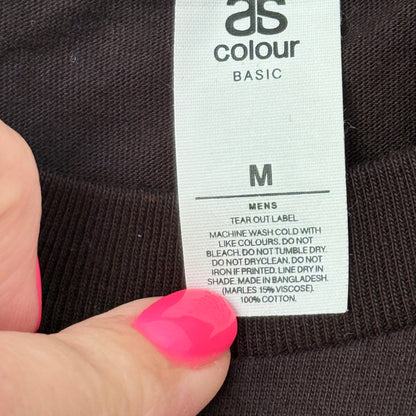 as
colour
BASIC
M
MENS
TEAR OUT LABEL
MACHINE WASH COLD WITH
LIKE COLOURS. DO NOT
BLEACH. DO NOT TUMBLE DRY.
DO NOT DRYCLEAN. DO NOT
IRON IF PRINTED. LINE DRY IN
SHADE. MADE IN BANGLADESH.
(MARLES 15% VISCOSE).
100% COTTON.